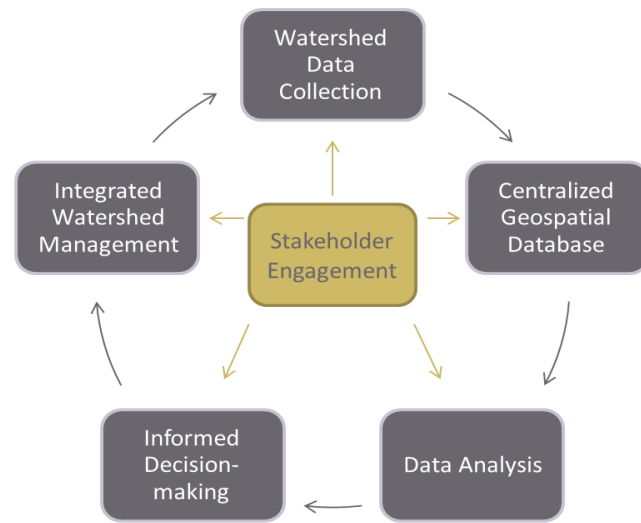 Watershed
Data
Collection
Integrated
Watershed
Management
Stakeholder
Engagement
Centralized
Geospatial
Database
Informed
Decision-
making
Data Analysis